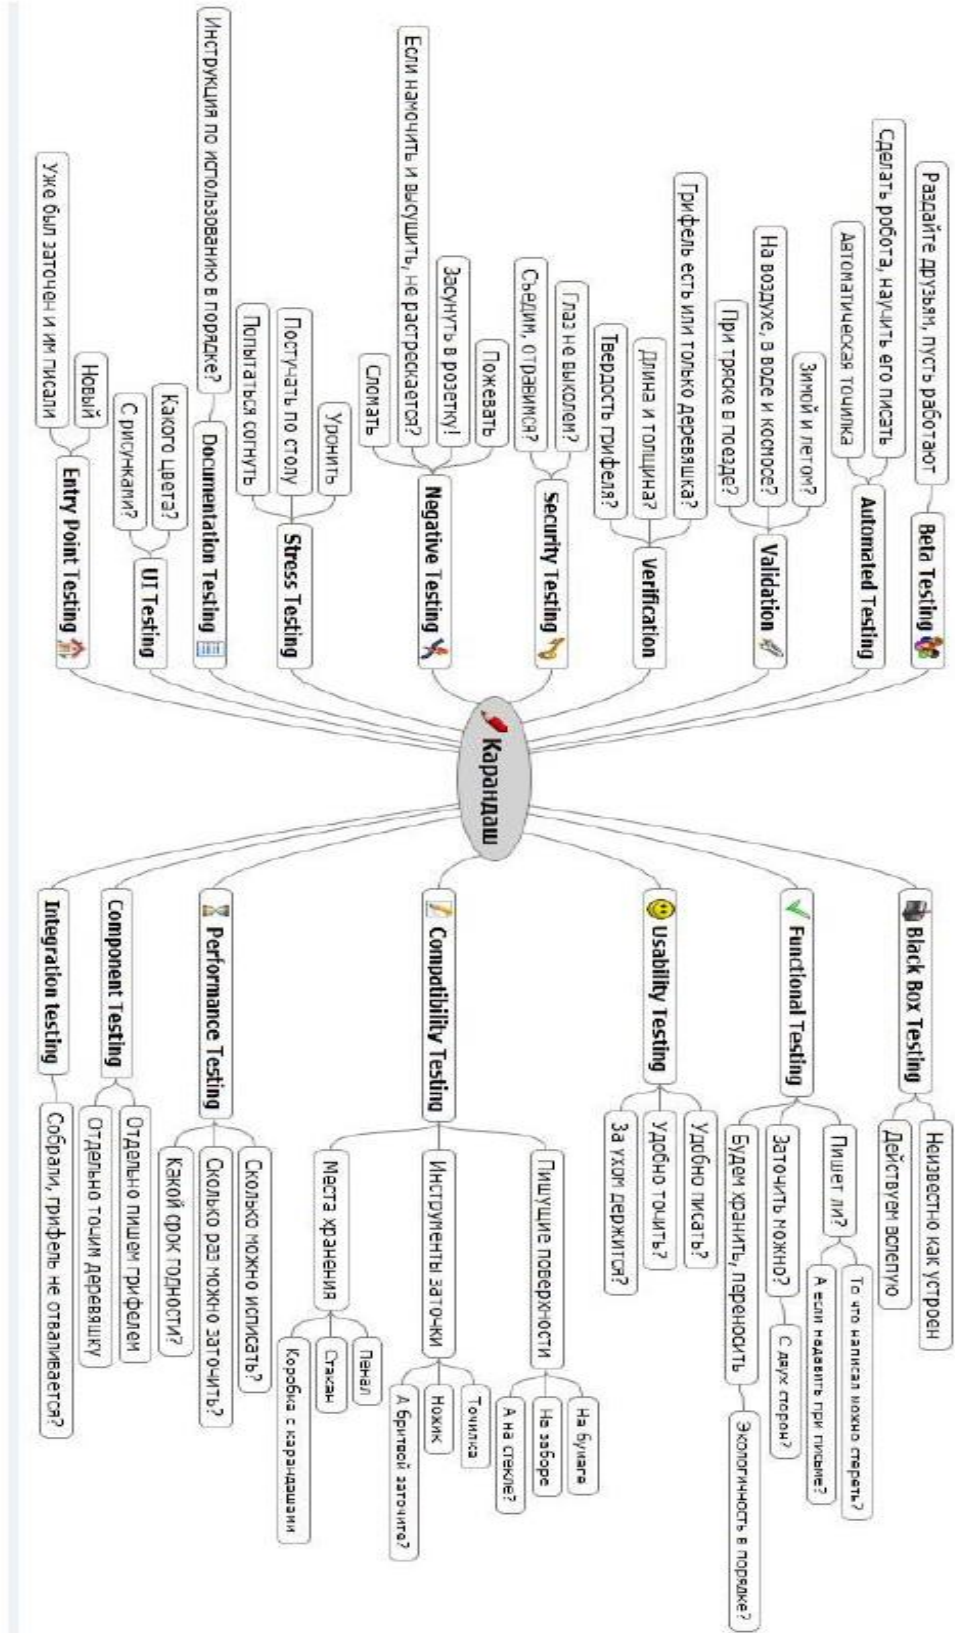 Карандаш
Beta Testing
Раздайте друзьям, пусть работают
Automated Testing
Сделать робота, научить его писать
Автоматическая точилка
Validation
Зимой и летом?
На воздухе, в воде и космосе?
При тряске в поезде?
Verification
Грифель есть или только деревяшка?
Длина и толщина?
Твердость грифеля?
Security Testing
Глаз не выколем?
Съедим, отравимся?
Negative Testing
Пожевать
Засунуть в розетку!
Если намочить и высушить, не растрескается?
Сломать
Stress Testing
Уронить
Постучать по столу
Попытаться согнуть
Documentation Testing
Инструкция по использованию в порядке?
UI Testing
Какого цвета?
С рисунками?
Entry Point Testing
Новый
Уже был заточен и им писали
Black Box Testing
Неизвестно как устроен
Действуем вслепую
Functional Testing
Пишет ли?
То что написал можно стереть?
А если надавить при письме?
Заточить можно?
С двух сторон?
Будем хранить, переносить
Экологичность в порядке?
Usability Testing
Удобно писать?
Удобно точить?
За ухом держится?
Compatibility Testing
Пишущие поверхности
На бумаге
На заборе
А на стекле?
Инструменты заточки
Точилка
Ножик
А бритвой заточите?
Места хранения
Пенал
Стакан
Коробка с карандашами
Performance Testing
Сколько можно исписать?
Сколько раз можно заточить?
Какой срок годности?
Component Testing
Отдельно пишем грифелем
Отдельно точим деревяшку
Integration testing
Собрали, грифель не отваливается?